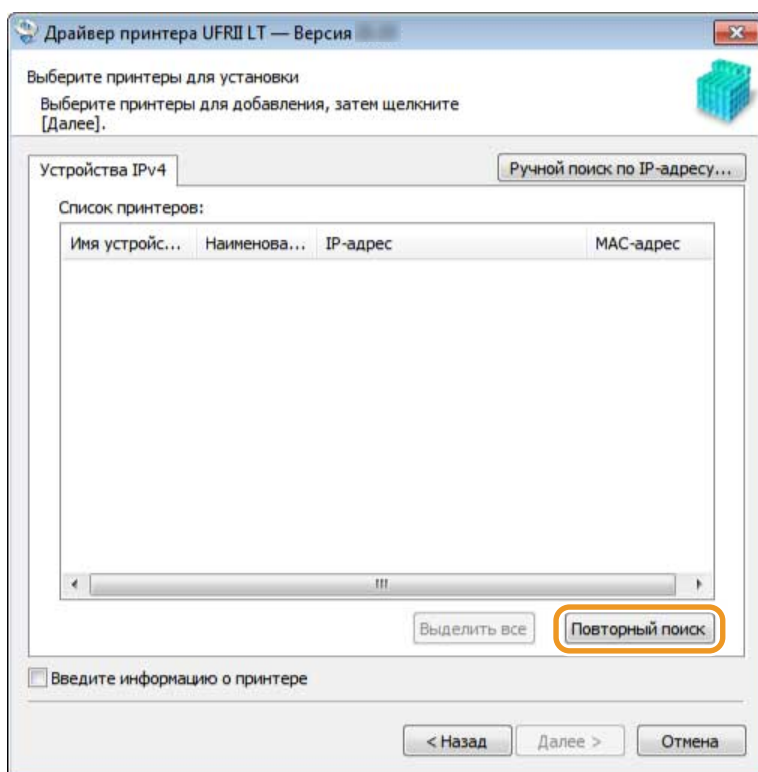 Драйвер принтера UFRII LT — Версия
Выберите принтеры для установки
Выберите принтеры для добавления, затем щелкните
[Далее].
Устройства IPv4
Ручной поиск по IP-адресу...
Список принтеров:
Имя устройс... Наименова... IP-адрес MAC-адрес
Выделить все Повторный поиск
Введите информацию о принтере
< Назад Далее > Отмена